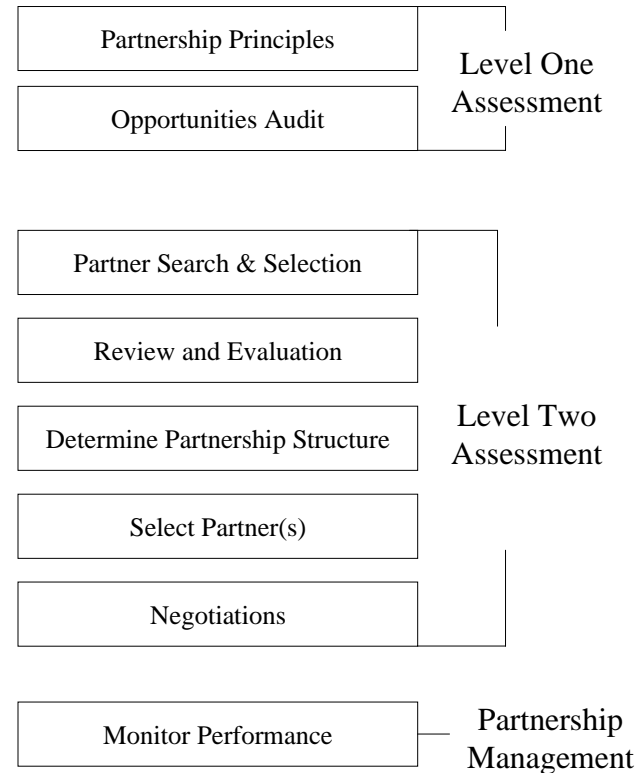 Partnership Principles
Opportunities Audit
Level One
Assessment
Partner Search & Selection
Review and Evaluation
Determine Partnership Structure
Select Partner(s)
Negotiations
Level Two
Assessment
Monitor Performance
Partnership
Management